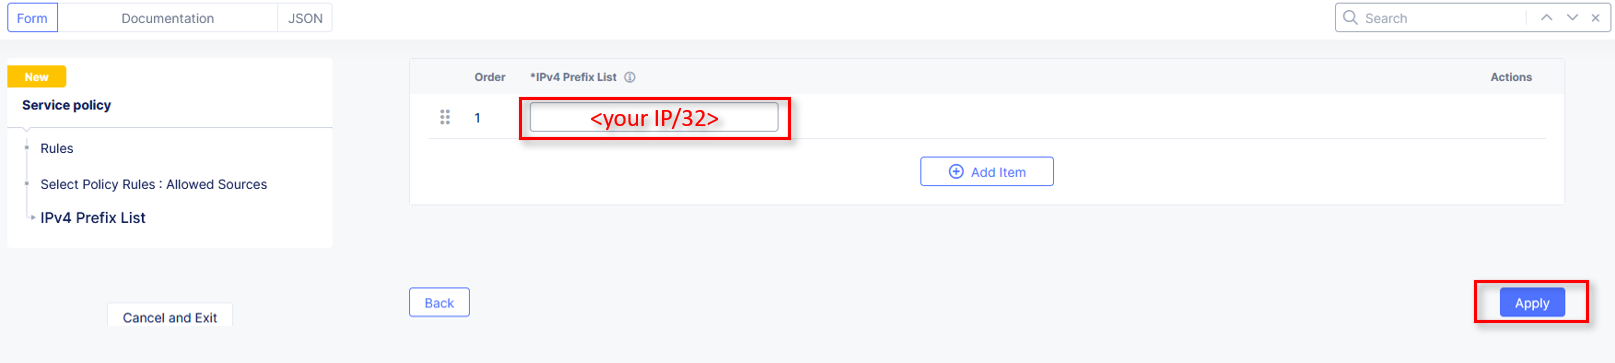 Form Documentation JSON
Search
New
Service policy
Rules
Select Policy Rules : Allowed Sources
IPv4 Prefix List
Cancel and Exit
Order *IPv4 Prefix List Actions
1 <your IP/32>
Add Item
Back
Apply